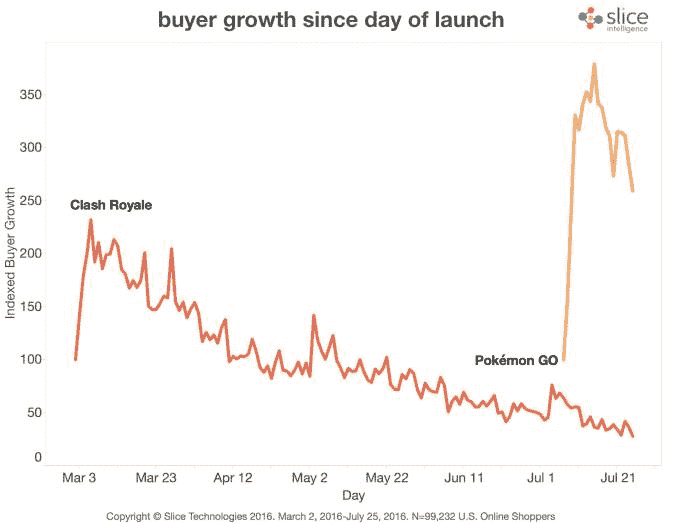 buyer growth since day of launch
slice
intelligence
350
300
250
200
150
100
50
0
Indexed Buyer Growth
Clash Royale
Pokémon GO
Mar 3 Mar 23 Apr 12 May 2 May 22 Jun 11 Jul 1 Jul 21
Day
Copyright © Slice Technologies 2016. March 2, 2016-July 25, 2016. N=99,232 U.S. Online Shoppers